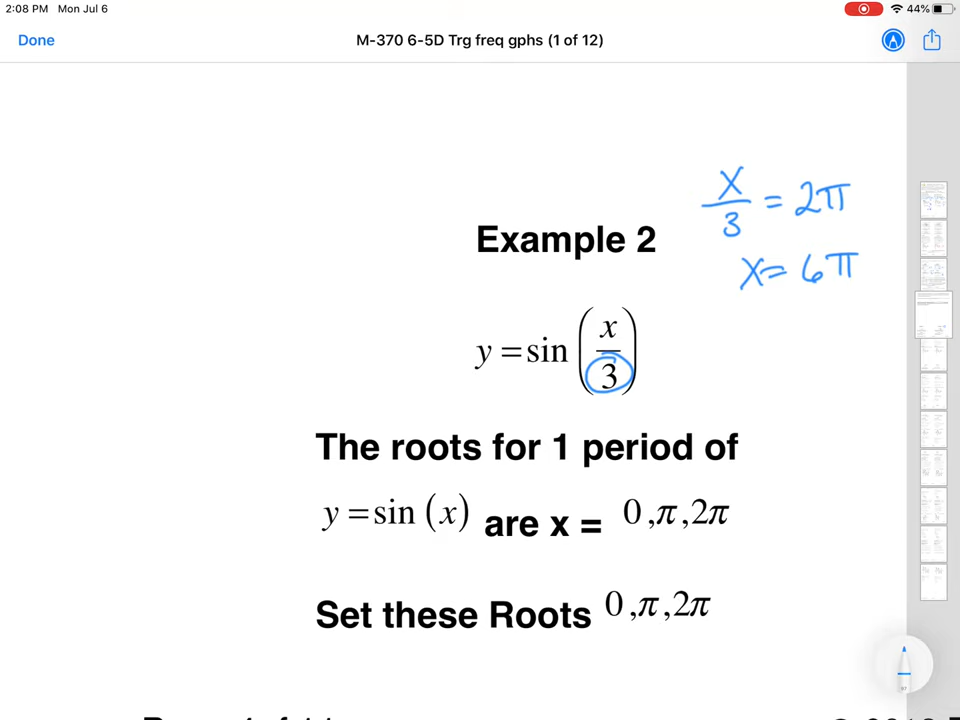 2:08 PM Mon Jul 6 44%
Done M-370 6-5D Trg freq gphs (1 of 12)
x/3 = 2π
Example 2
x = 6π
y = sin (x/3)
The roots for 1 period of
y = sin (x) are x = 0, π, 2π
Set these Roots 0, π, 2π